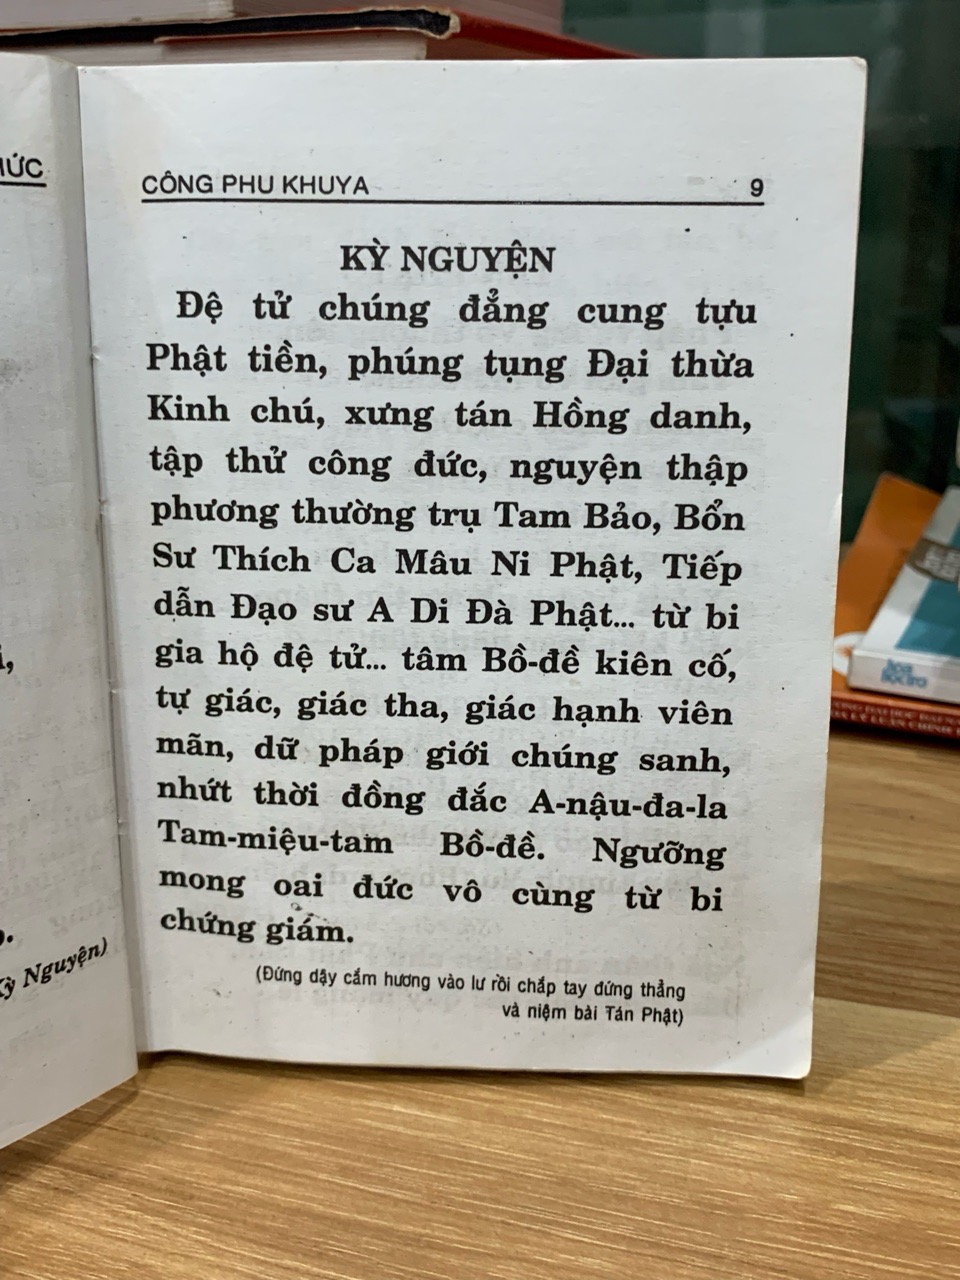 ỨC
CÔNG PHU KHUYA 9
KỲ NGUYỆN
Đệ tử chúng đẳng cung tựu
Phật tiền, phúng tụng Đại thừa
Kinh chú, xưng tán Hồng danh,
tập thử công đức, nguyện thập
phương thường trụ Tam Bảo, Bổn
Sư Thích Ca Mâu Ni Phật, Tiếp
dẫn Đạo sư A Di Đà Phật... từ bi
gia hộ đệ tử... tâm Bồ-đề kiên cố,
tự giác, giác tha, giác hạnh viên
mãn, dữ pháp giới chúng sanh,
nhứt thời đồng đắc A-nậu-đa-la
Tam-miệu-tam Bồ-đề. Ngưỡng
mong oai đức vô cùng từ bi
chứng giám.
(Đứng dậy cắm hương vào lư rồi chắp tay đứng thẳng
và niệm bài Tán Phật)
Kỳ Nguyện)